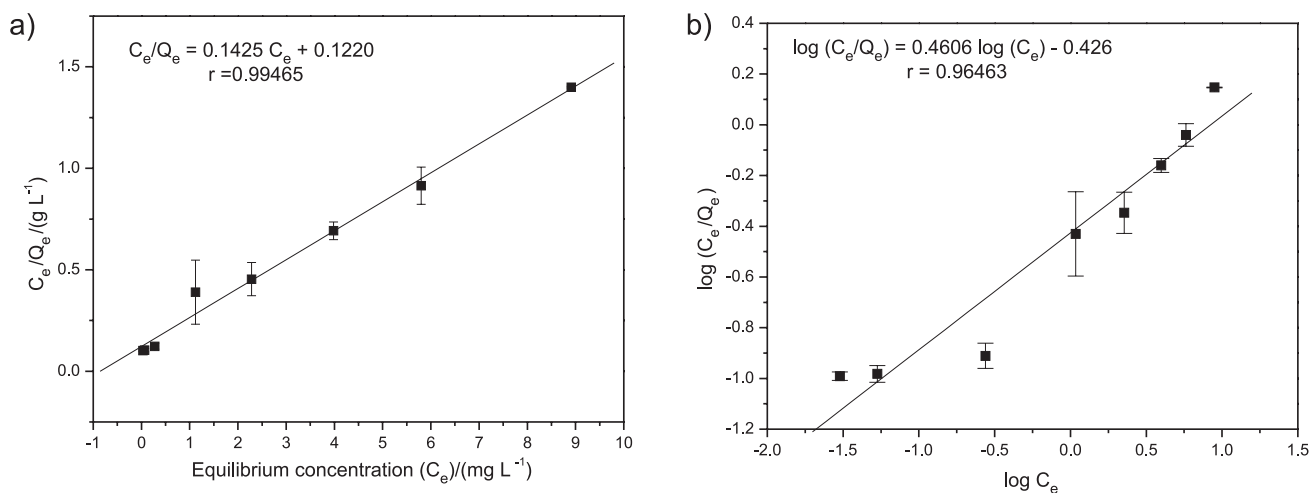 a)
C_e/Q_e = 0.1425 C_e + 0.1220
r =0.99465
1.5
1.0
0.5
0.0
C_e/Q_e/(g L⁻¹)
-1 0 1 2 3 4 5 6 7 8 9 10
Equilibrium concentration (C_e)/(mg L⁻¹)
b)
log (C_e/Q_e) = 0.4606 log (C_e) - 0.426
r = 0.96463
0.4
0.2
0.0
-0.2
-0.4
-0.6
-0.8
-1.0
-1.2
log (C_e/Q_e)
-2.0 -1.5 -1.0 -0.5 0.0 0.5 1.0 1.5
log C_e